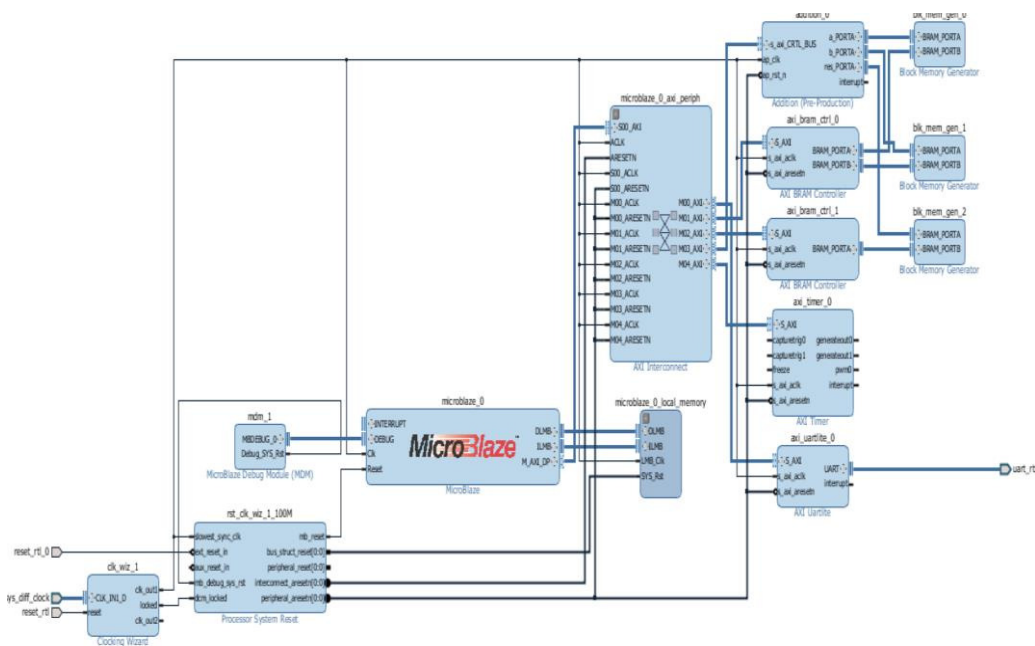 addition_0
s_axi_CRTL_BUS
ap_clk
ap_rst_n
a_PORTA
b_PORTA
res_PORTA
interrupt
Addition (Pre-Production)
blk_mem_gen_0
BRAM_PORTA
BRAM_PORTB
Block Memory Generator
microblaze_0_axi_periph
S00_AXI
ACLK
ARESETN
S00_ACLK
S00_ARESETN
M00_ACLK
M00_ARESETN
M01_ACLK
M01_ARESETN
M02_ACLK
M02_ARESETN
M03_ACLK
M03_ARESETN
M04_ACLK
M04_ARESETN
M00_AXI
M01_AXI
M02_AXI
M03_AXI
M04_AXI
AXI Interconnect
axi_bram_ctrl_0
S_AXI
s_axi_aclk
s_axi_aresetn
BRAM_PORTA
BRAM_PORTB
AXI BRAM Controller
blk_mem_gen_1
BRAM_PORTA
BRAM_PORTB
Block Memory Generator
axi_bram_ctrl_1
S_AXI
s_axi_aclk
s_axi_aresetn
BRAM_PORTA
AXI BRAM Controller
blk_mem_gen_2
BRAM_PORTA
BRAM_PORTB
Block Memory Generator
axi_timer_0
S_AXI
capturetrig0
capturetrig1
freeze
s_axi_aclk
s_axi_aresetn
generateout0
generateout1
pwm0
interrupt
AXI Timer
mdm_1
MBDEBUG_0
Debug_SYS_Rst
MicroBlaze Debug Module (MDM)
microblaze_0
INTERRUPT
DEBUG
Clk
Reset
MicroBlaze
DLMB
ILMB
M_AXI_DP
MicroBlaze
microblaze_0_local_memory
DLMB
ILMB
LMB_Clk
SYS_Rst
axi_uartlite_0
S_AXI
s_axi_aclk
s_axi_aresetn
UART
interrupt
AXI Uartlite
uart_rtl
rst_clk_wiz_1_100M
slowest_sync_clk
ext_reset_in
aux_reset_in
mb_debug_sys_rst
dcm_locked
mb_reset
bus_struct_reset[0:0]
peripheral_reset[0:0]
interconnect_aresetn[0:0]
peripheral_aresetn[0:0]
Processor System Reset
reset_rtl_0
sys_diff_clock
reset_rtl
clk_wiz_1
CLK_IN1_D
reset
clk_out1
locked
clk_out2
Clocking Wizard